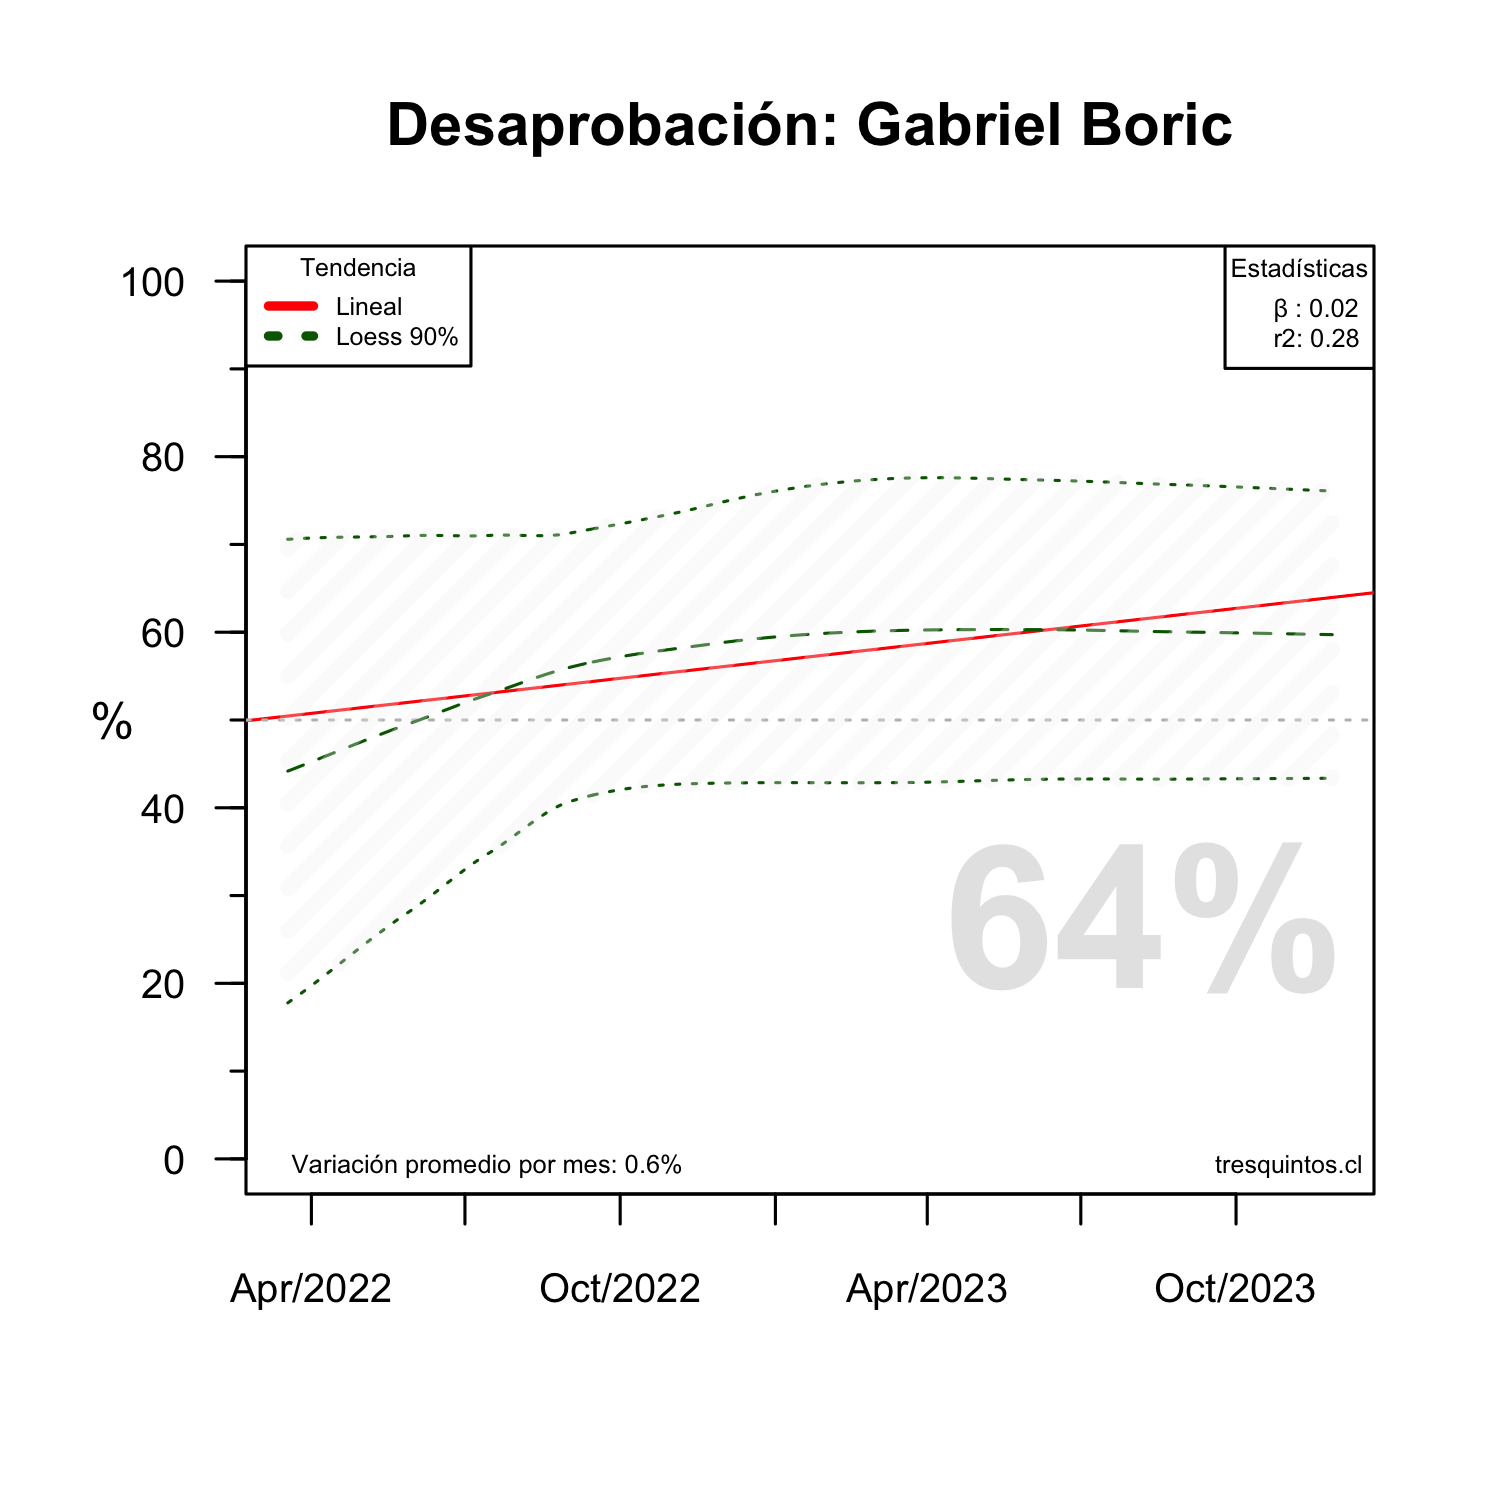 Desaprobación: Gabriel Boric
Tendencia
Lineal
Loess 90%
Estadísticas
β : 0.02
r2: 0.28
100
80
60
%
40
20
0
64%
Variación promedio por mes: 0.6%
tresquintos.cl
Apr/2022
Oct/2022
Apr/2023
Oct/2023